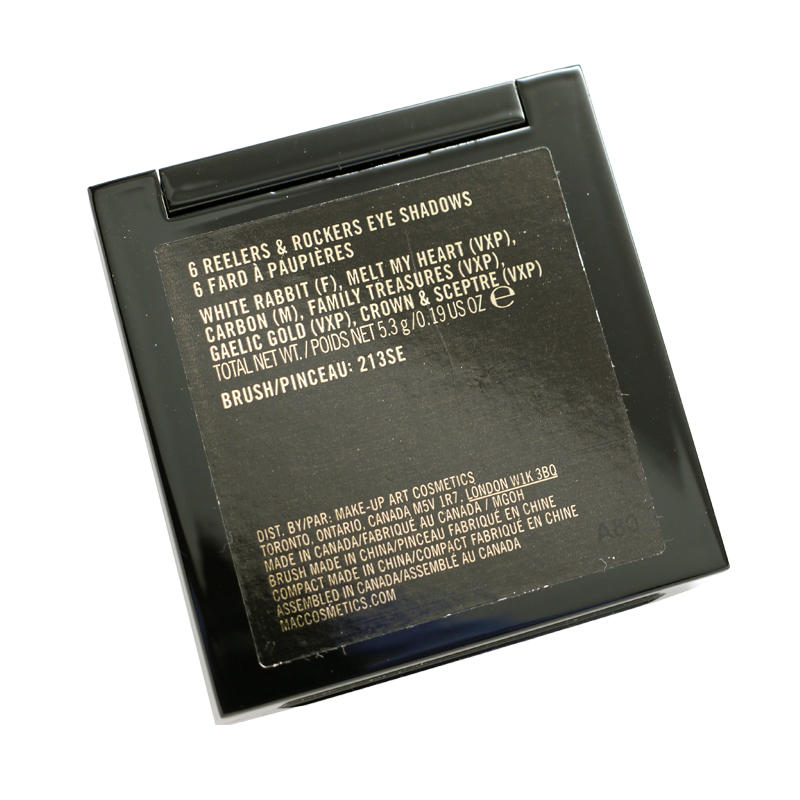 6 REELERS & ROCKERS EYE SHADOWS
6 FARD À PAUPIÈRES
WHITE RABBIT (F), MELT MY HEART (VXP),
CARBON (M), FAMILY TREASURES (VXP),
GAELIC GOLD (VXP), CROWN & SCEPTRE (VXP)
TOTAL NET WT. / POIDS NET 5.3 g/0.19 US OZ ℮
BRUSH/PINCEAU: 213SE
DIST. BY/PAR: MAKE-UP ART COSMETICS
TORONTO, ONTARIO, CANADA M5V 1R7. LONDON W1K 3BQ
MADE IN CANADA/FABRIQUÉ AU CANADA / MGOH
BRUSH MADE IN CHINA/PINCEAU FABRIQUÉ EN CHINE
COMPACT MADE IN CHINA/COMPACT FABRIQUÉ EN CHINE
ASSEMBLED IN CANADA/ASSEMBLÉ AU CANADA
MACCOSMETICS.COM